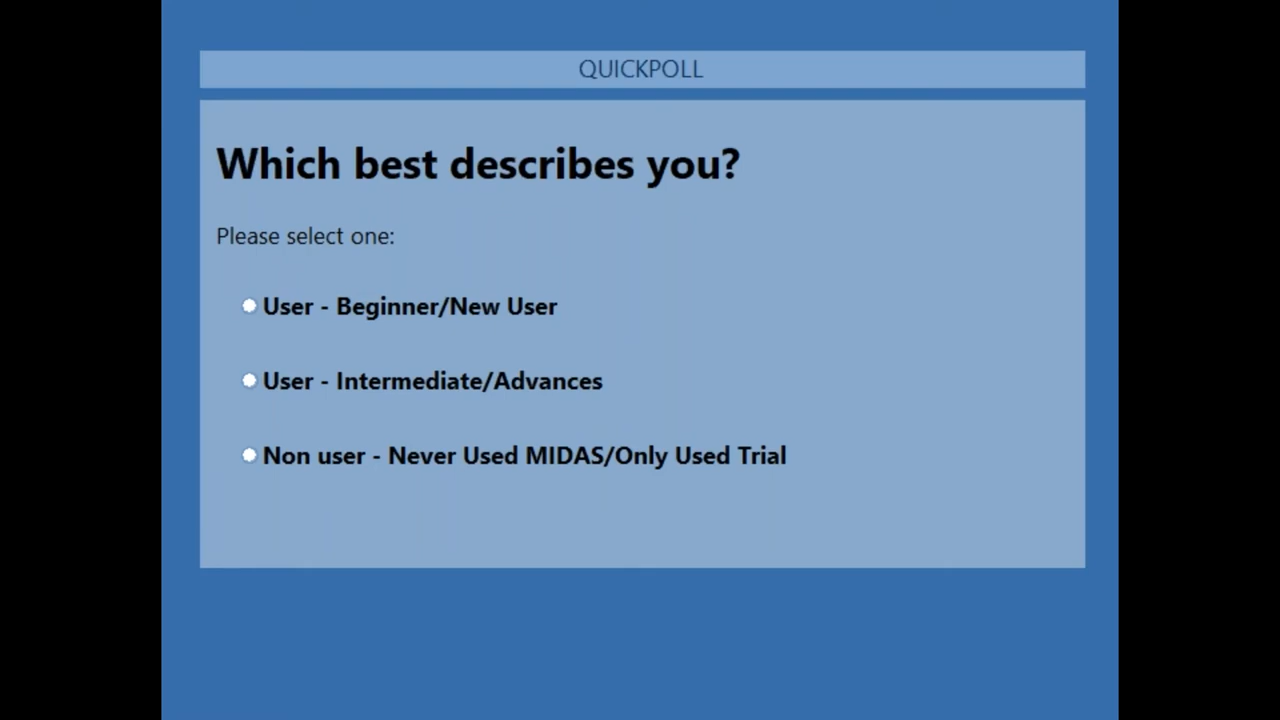 QUICKPOLL
Which best describes you?
Please select one:
User - Beginner/New User
User - Intermediate/Advances
Non user - Never Used MIDAS/Only Used Trial